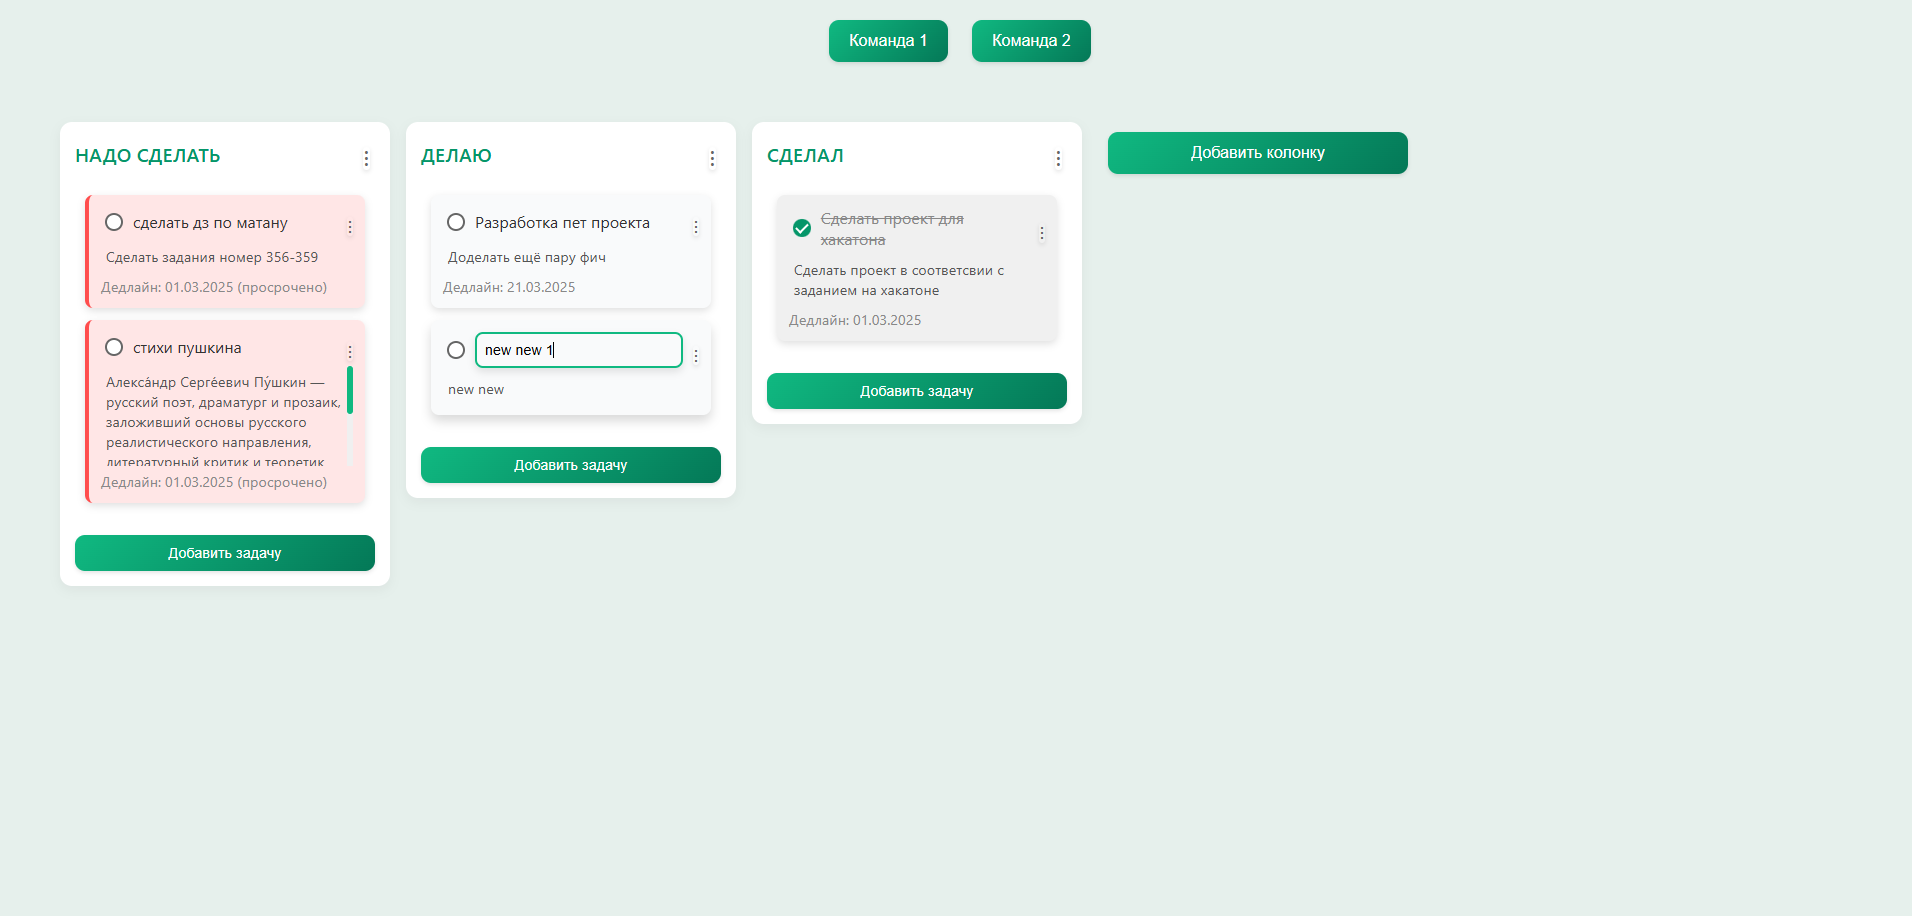 Команда 1
Команда 2
НАДО СДЕЛАТЬ
сделать дз по матану
Сделать задания номер 356-359
Дедлайн: 01.03.2025 (просрочено)
стихи пушкина
Алекса́ндр Серге́евич Пу́шкин —
русский поэт, драматург и прозаик,
заложивший основы русского
реалистического направления,
литературный критик и теоретик
Дедлайн: 01.03.2025 (просрочено)
Добавить задачу
ДЕЛАЮ
Разработка пет проекта
Доделать ещё пару фич
Дедлайн: 21.03.2025
new new 1
new new
Добавить задачу
СДЕЛАЛ
Сделать проект для
хакатона
Сделать проект в соответсвии с
заданием на хакатоне
Дедлайн: 01.03.2025
Добавить задачу
Добавить колонку